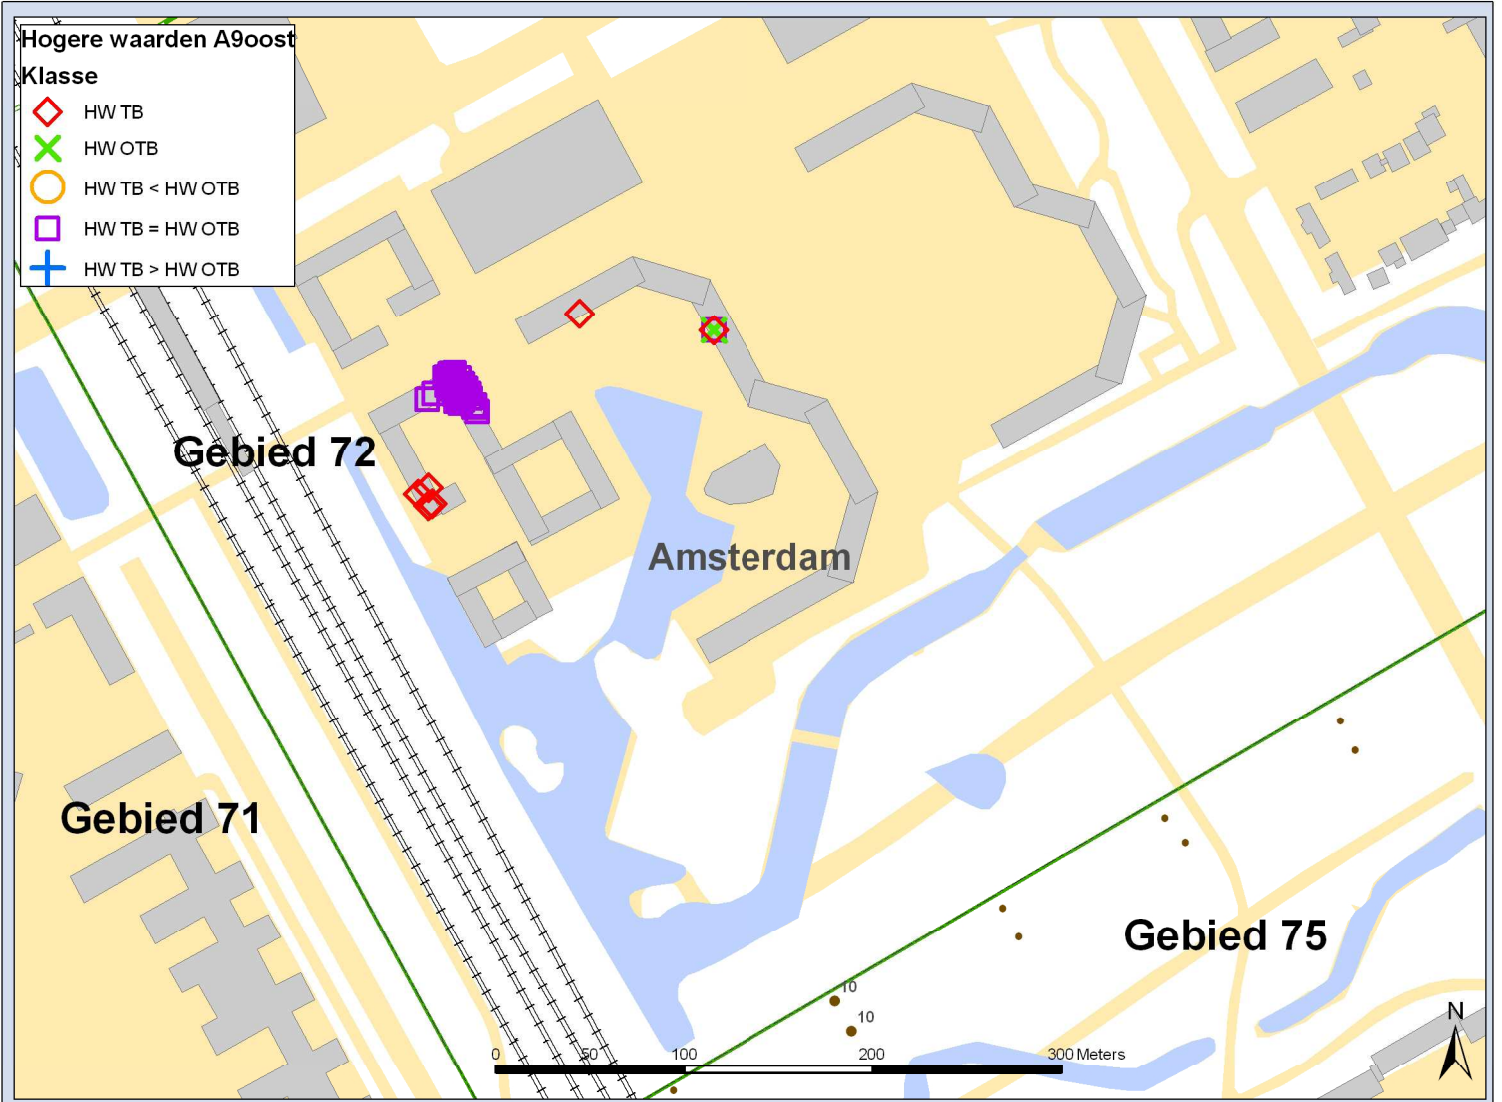 Hogere waarden A9oost
Klasse
HW TB
HW OTB
HW TB < HW OTB
HW TB = HW OTB
HW TB > HW OTB
Gebied 72
Amsterdam
Gebied 71
Gebied 75
10
10
N
0 50 100 200 300 Meters